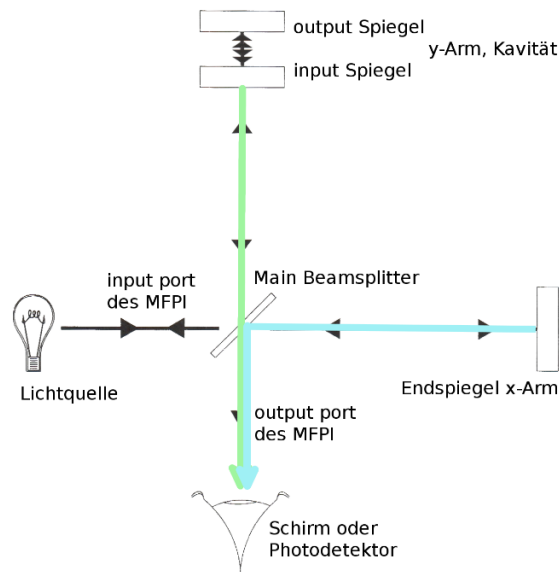 output Spiegel
y-Arm, Kavität
input Spiegel
Main Beamsplitter
input port
des MFPI
Lichtquelle
Endspiegel x-Arm
output port
des MFPI
Schirm oder
Photodetektor